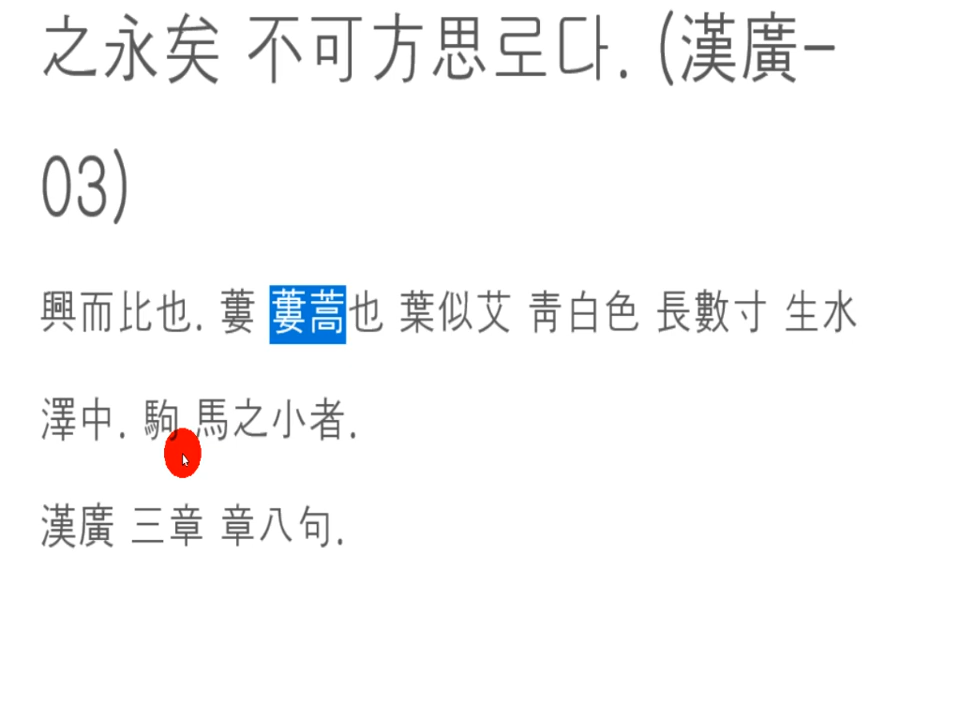 之永矣 不可方思로다. (漢廣-
03)
興而比也. 蔞 蔞蒿也 葉似艾 靑白色 長數寸 生水
澤中. 駒 馬之小者.
漢廣 三章 章八句.